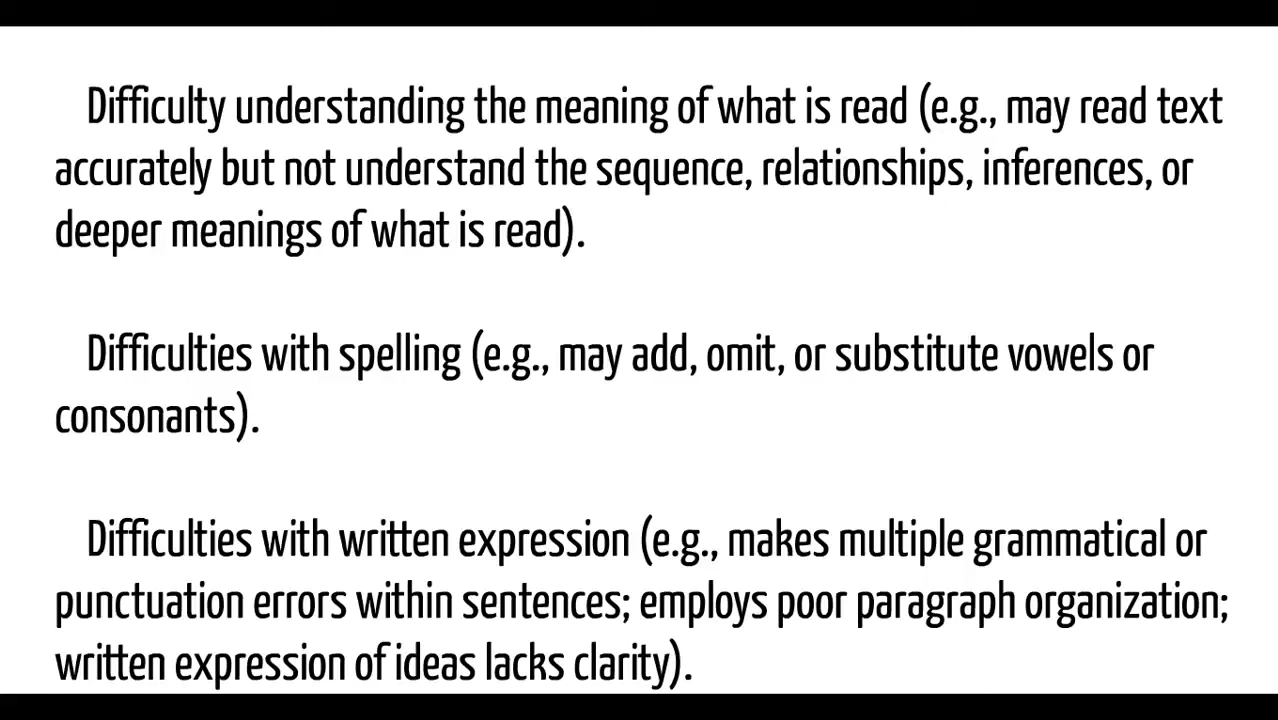 Difficulty understanding the meaning of what is read (e.g., may read text
accurately but not understand the sequence, relationships, inferences, or
deeper meanings of what is read).
Difficulties with spelling (e.g., may add, omit, or substitute vowels or
consonants).
Difficulties with written expression (e.g., makes multiple grammatical or
punctuation errors within sentences; employs poor paragraph organization;
written expression of ideas lacks clarity).